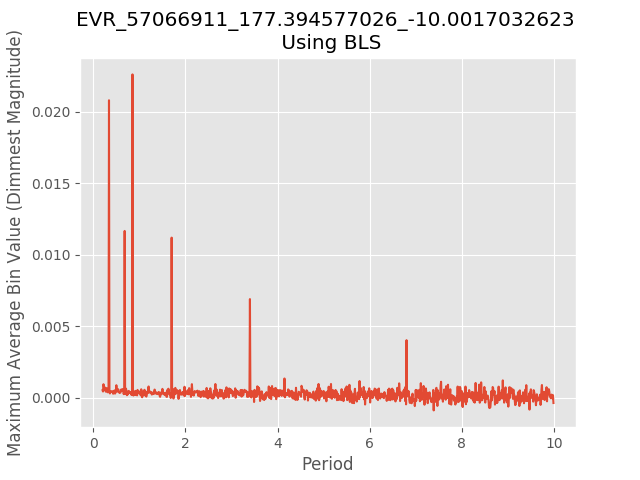 EVR_57066911_177.394577026_-10.0017032623
Using BLS
Maximum Average Bin Value (Dimmest Magnitude)
0.020
0.015
0.010
0.005
0.000
0
2
4
6
8
10
Period